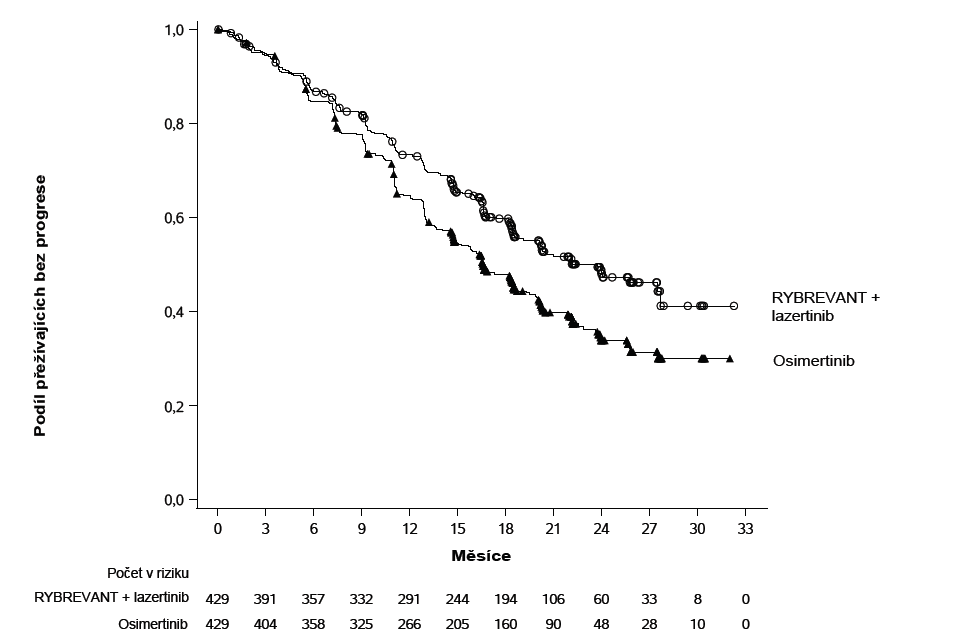 1,0
0,8
0,6
0,4
0,2
0,0
Podíl přežívajících bez progrese
RYBREVANT +
lazertinib
Osimertinib
0 3 6 9 12 15 18 21 24 27 30 33
Měsíce
Počet v riziku
RYBREVANT + lazertinib 429 391 357 332 291 244 194 106 60 33 8 0
Osimertinib 429 404 358 325 266 205 160 90 48 28 10 0